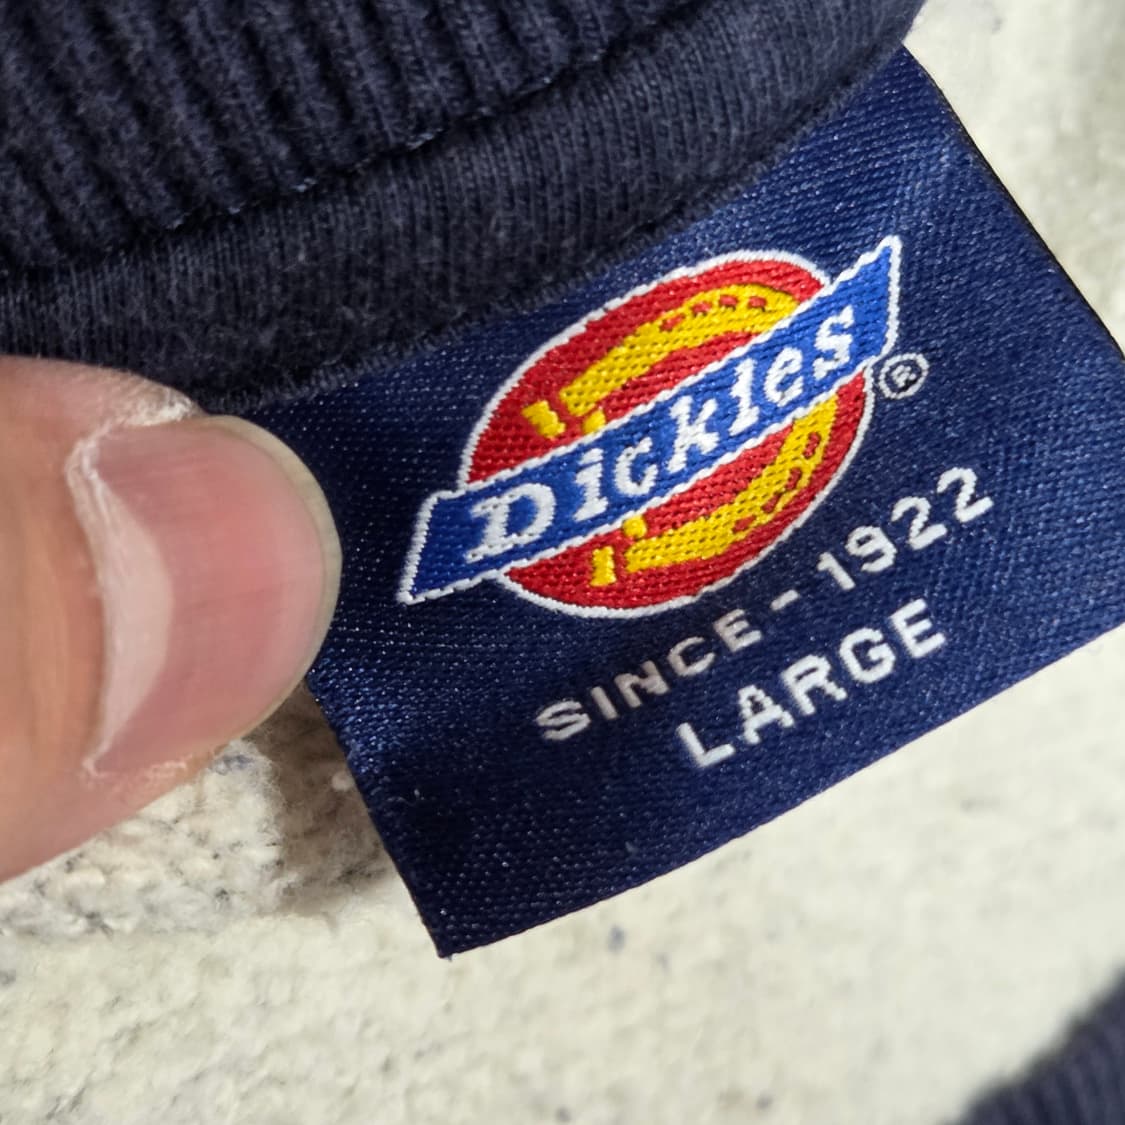 Dickies®
SINCE - 1922
LARGE